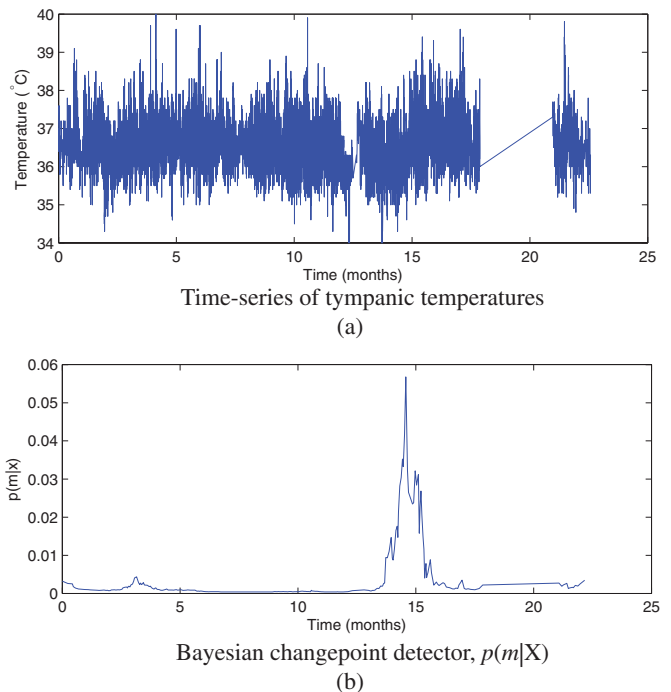 40
39
38
37
36
35
34
Temperature (°C)
0 5 10 15 20 25
Time (months)
Time-series of tympanic temperatures
(a)
0.06
0.05
0.04
0.03
0.02
0.01
0
p(m|x)
0 5 10 15 20 25
Time (months)
Bayesian changepoint detector, p(m|X)
(b)